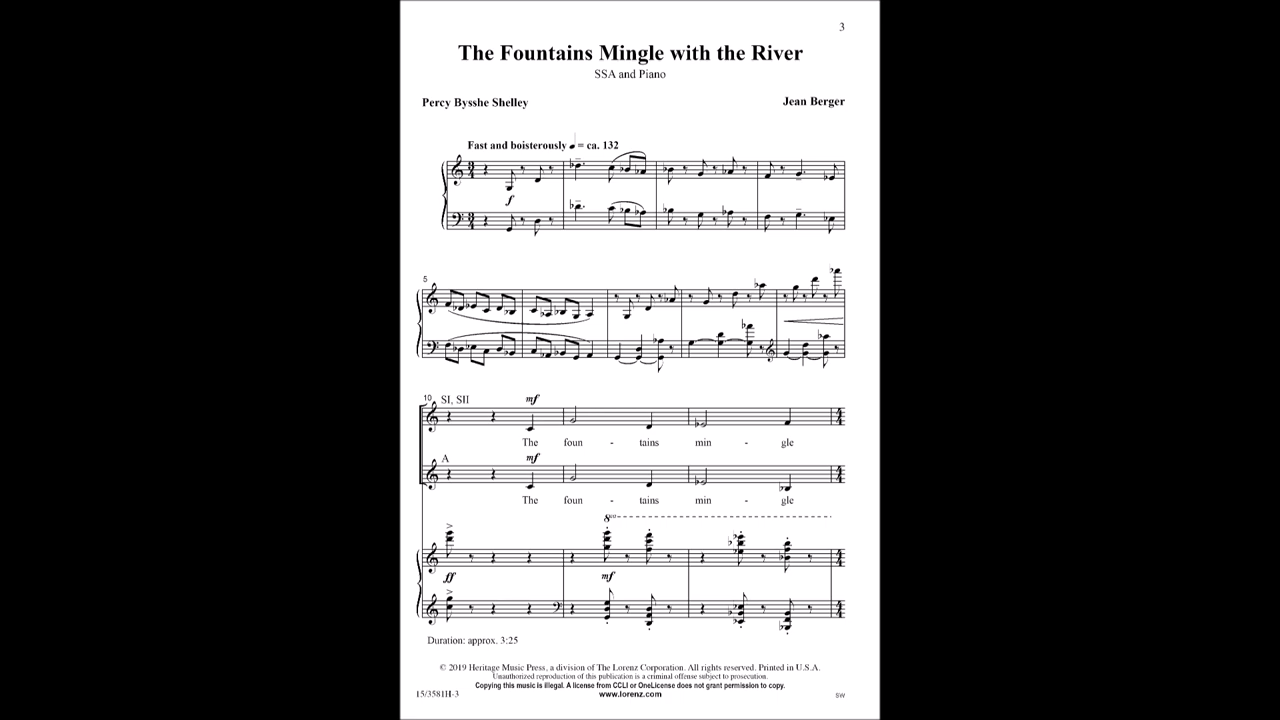 3
The Fountains Mingle with the River
SSA and Piano
Percy Bysshe Shelley
Jean Berger
Fast and boisterously ♩ = ca. 132
f
5
10 SI, SII
mf
The foun - tains min - gle
A
mf
The foun - tains min - gle
8va
ff
mf
Duration: approx. 3:25
© 2019 Heritage Music Press, a division of The Lorenz Corporation. All rights reserved. Printed in U.S.A.
Unauthorized reproduction of this publication is a criminal offense subject to prosecution.
Copying this music is illegal. A license from CCLI or OneLicense does not grant permission to copy.
www.lorenz.com
15/3581H-3
SW